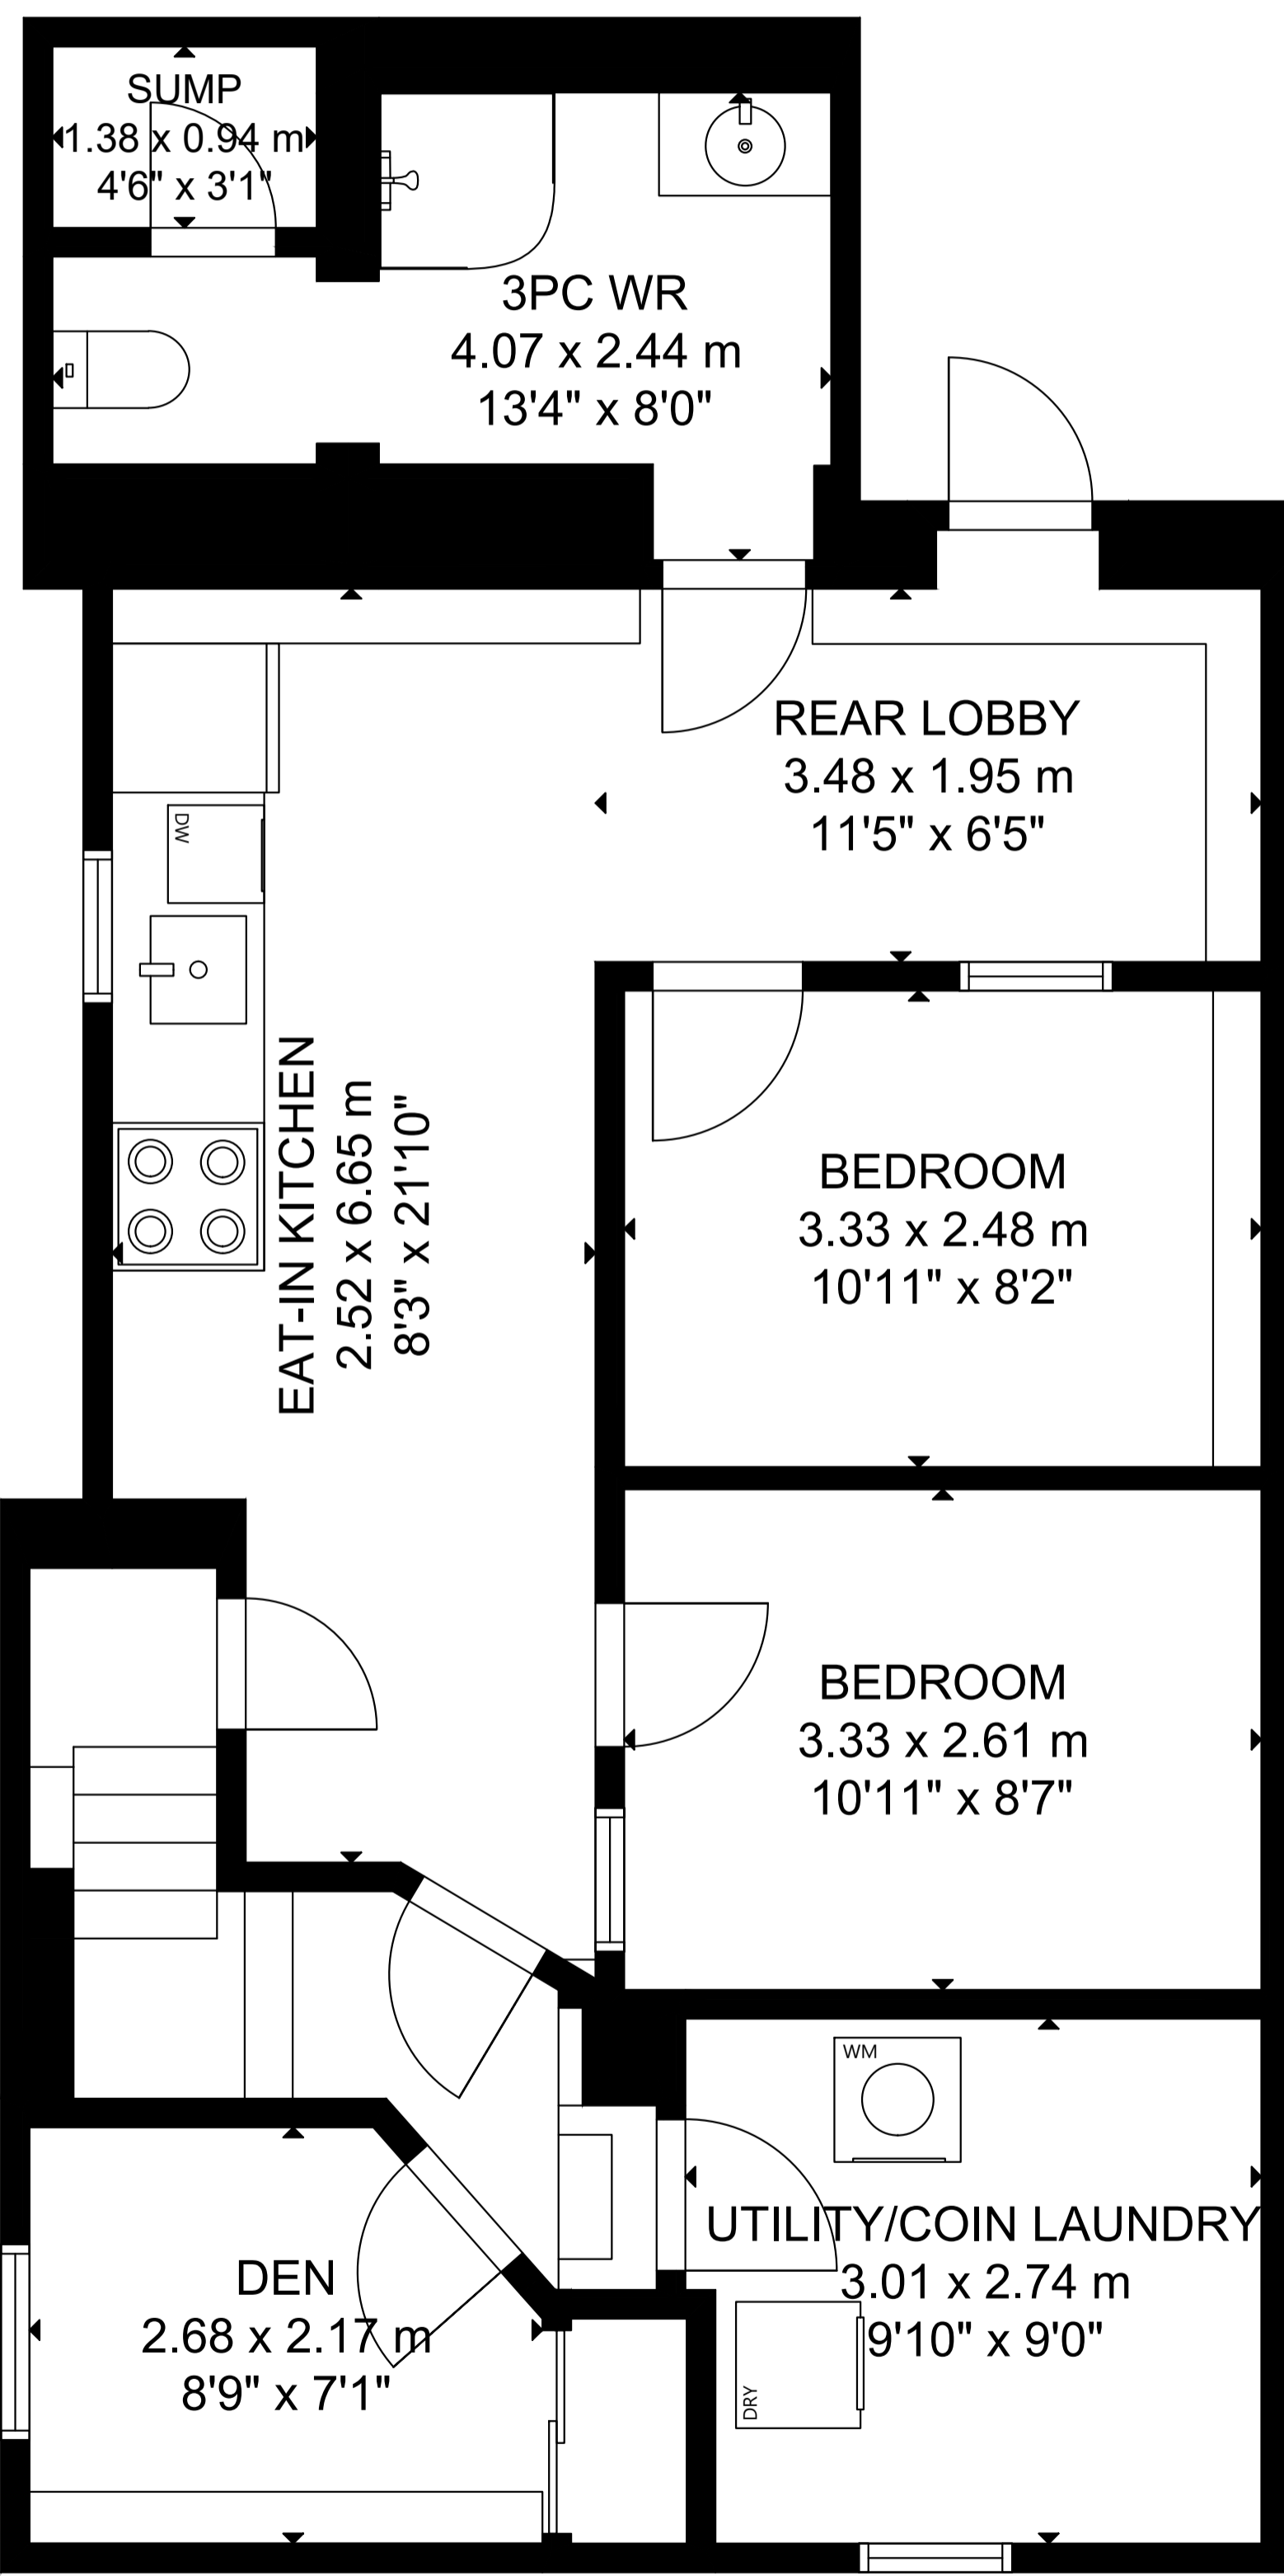 SUMP
1.38 x 0.94 m
4'6" x 3'1"
3PC WR
4.07 x 2.44 m
13'4" x 8'0"
REAR LOBBY
3.48 x 1.95 m
11'5" x 6'5"
DW
EAT-IN KITCHEN
2.52 x 6.65 m
8'3" x 21'10"
BEDROOM
3.33 x 2.48 m
10'11" x 8'2"
BEDROOM
3.33 x 2.61 m
10'11" x 8'7"
WM
UTILITY/COIN LAUNDRY
3.01 x 2.74 m
9'10" x 9'0"
DRY
DEN
2.68 x 2.17 m
8'9" x 7'1"